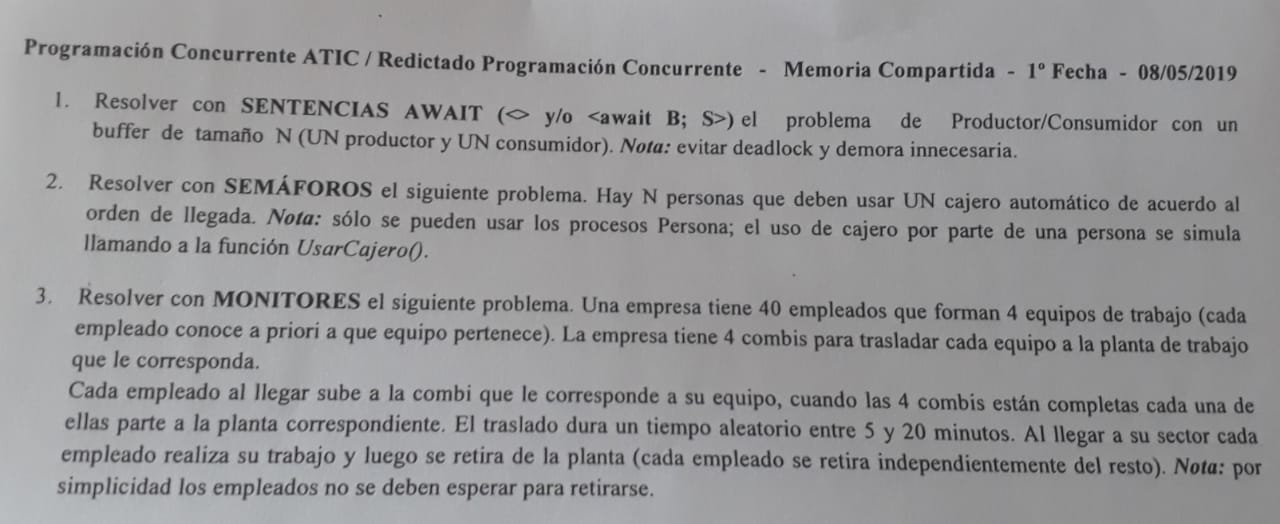 Programación Concurrente ATIC / Redictado Programación Concurrente - Memoria Compartida - 1º Fecha - 08/05/2019
1. Resolver con SENTENCIAS AWAIT (<> y/o <await B; S>) el problema de Productor/Consumidor con un
buffer de tamaño N (UN productor y UN consumidor). Nota: evitar deadlock y demora innecesaria.
2. Resolver con SEMÁFOROS el siguiente problema. Hay N personas que deben usar UN cajero automático de acuerdo al
orden de llegada. Nota: sólo se pueden usar los procesos Persona; el uso de cajero por parte de una persona se simula
llamando a la función UsarCajero().
3. Resolver con MONITORES el siguiente problema. Una empresa tiene 40 empleados que forman 4 equipos de trabajo (cada
empleado conoce a priori a que equipo pertenece). La empresa tiene 4 combis para trasladar cada equipo a la planta de trabajo
que le corresponda.
Cada empleado al llegar sube a la combi que le corresponde a su equipo, cuando las 4 combis están completas cada una de
ellas parte a la planta correspondiente. El traslado dura un tiempo aleatorio entre 5 y 20 minutos. Al llegar a su sector cada
empleado realiza su trabajo y luego se retira de la planta (cada empleado se retira independientemente del resto). Nota: por
simplicidad los empleados no se deben esperar para retirarse.